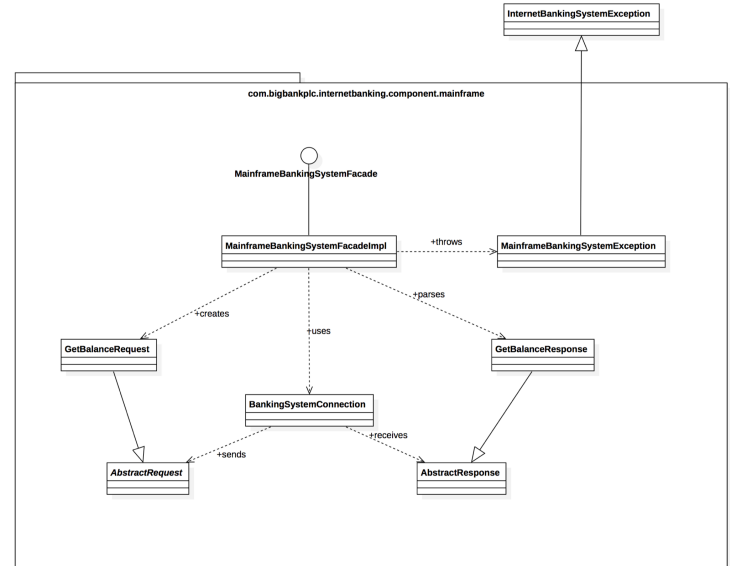 InternetBankingSystemException
com.bigbankplc.internetbanking.component.mainframe
MainframeBankingSystemFacade
MainframeBankingSystemFacadeImpl
+throws
MainframeBankingSystemException
+creates
+uses
+parses
GetBalanceRequest
GetBalanceResponse
BankingSystemConnection
+sends
+receives
AbstractRequest
AbstractResponse